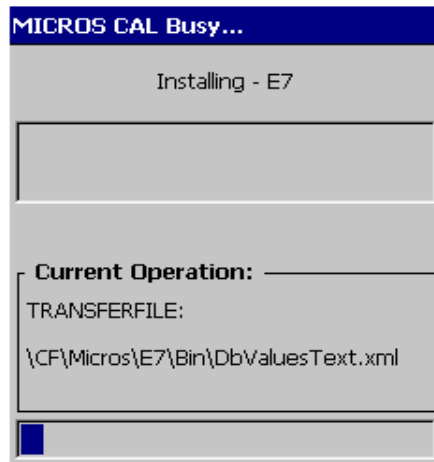 MICROS CAL Busy...
Installing - E7
Current Operation:
TRANSFERFILE:
\CF\Micros\E7\Bin\DbValuesText.xml